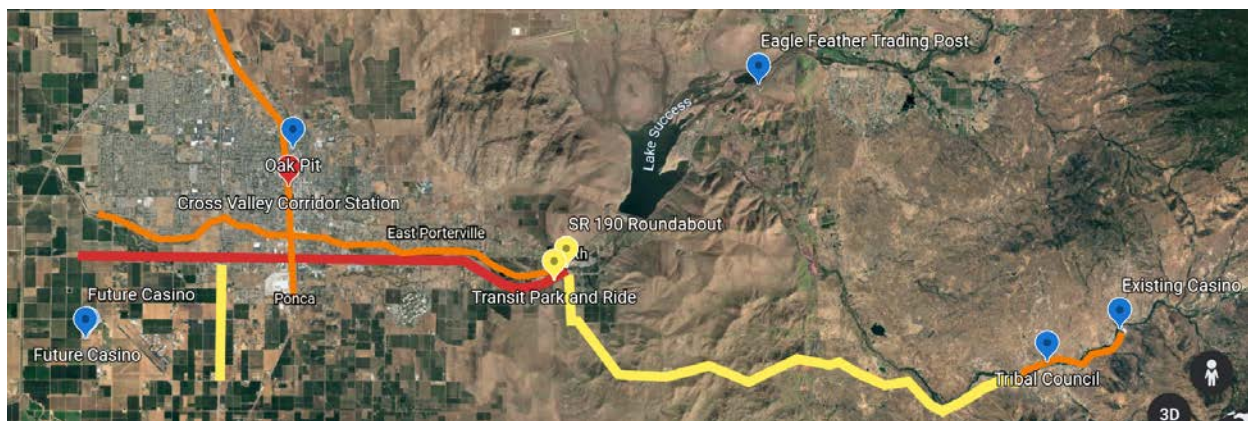 Eagle Feather Trading Post
Lake Success
Oak Pit
Cross Valley Corridor Station
SR 190 Roundabout
East Porterville
th
Transit Park and Ride
Ponca
Future Casino
Future Casino
Existing Casino
Tribal Council
3D